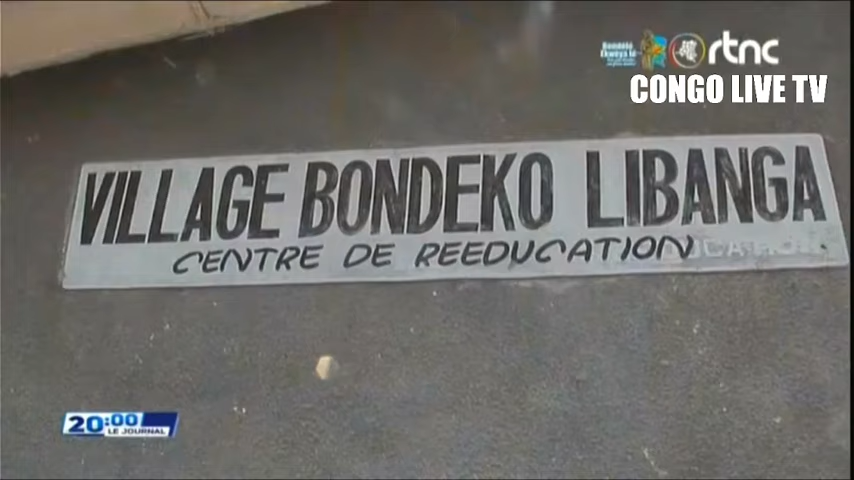 rtnc
CONGO LIVE TV
VILLAGE BONDEKO LIBANGA
CENTRE DE REEDUCATION
20:00
LE JOURNAL